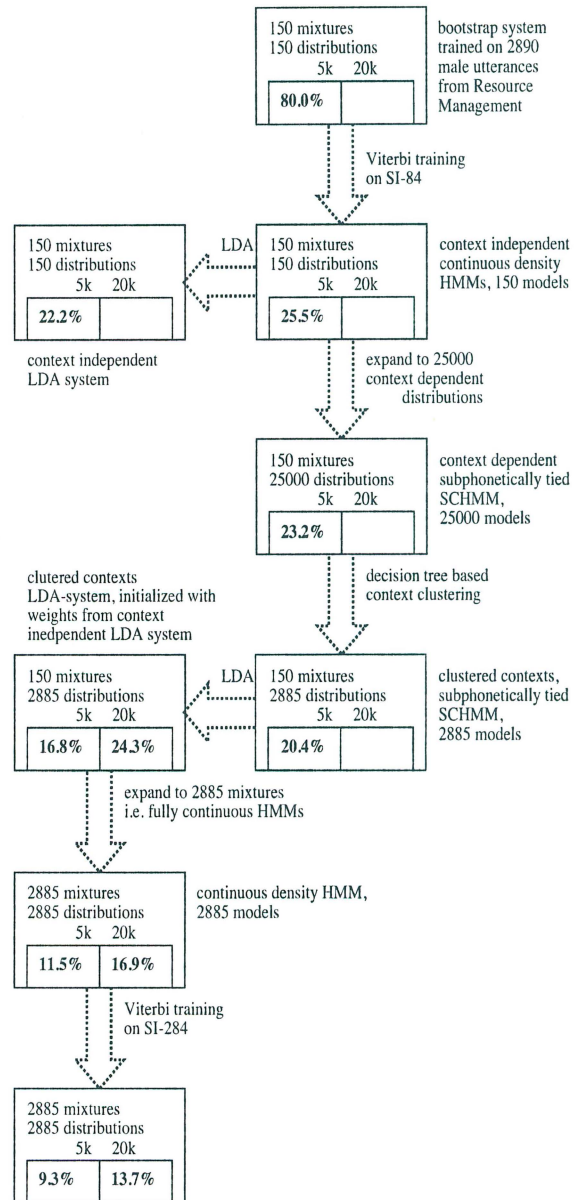 150 mixtures
150 distributions
5k 20k
80.0%
bootstrap system
trained on 2890
male utterances
from Resource
Management
Viterbi training
on SI-84
150 mixtures
150 distributions
5k 20k
22.2%
context independent
LDA system
LDA
150 mixtures
150 distributions
5k 20k
25.5%
context independent
continuous density
HMMs, 150 models
expand to 25000
context dependent
distributions
150 mixtures
25000 distributions
5k 20k
23.2%
context dependent
subphonetically tied
SCHMM,
25000 models
decision tree based
context clustering
clutered contexts
LDA-system, initialized with
weights from context
inedpendent LDA system
150 mixtures
2885 distributions
5k 20k
16.8% 24.3%
LDA
150 mixtures
2885 distributions
5k 20k
20.4%
clustered contexts,
subphonetically tied
SCHMM,
2885 models
expand to 2885 mixtures
i.e. fully continuous HMMs
2885 mixtures
2885 distributions
5k 20k
11.5% 16.9%
continuous density HMM,
2885 models
Viterbi training
on SI-284
2885 mixtures
2885 distributions
5k 20k
9.3% 13.7%